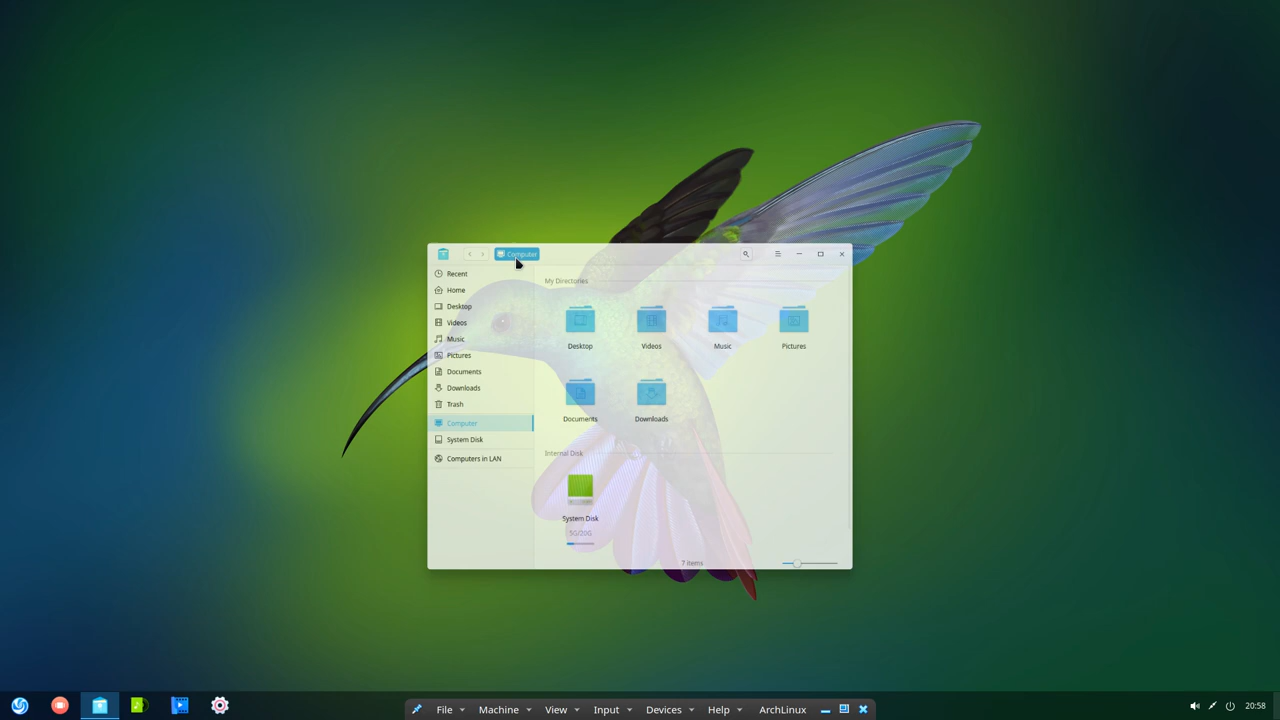 Computer
Recent
Home
Desktop
Videos
Music
Pictures
Documents
Downloads
Trash
Computer
System Disk
Computers in LAN
My Directories
Desktop
Videos
Music
Pictures
Documents
Downloads
Internal Disk
System Disk
5G/20G
7 items
File Machine View Input Devices Help ArchLinux
20:58